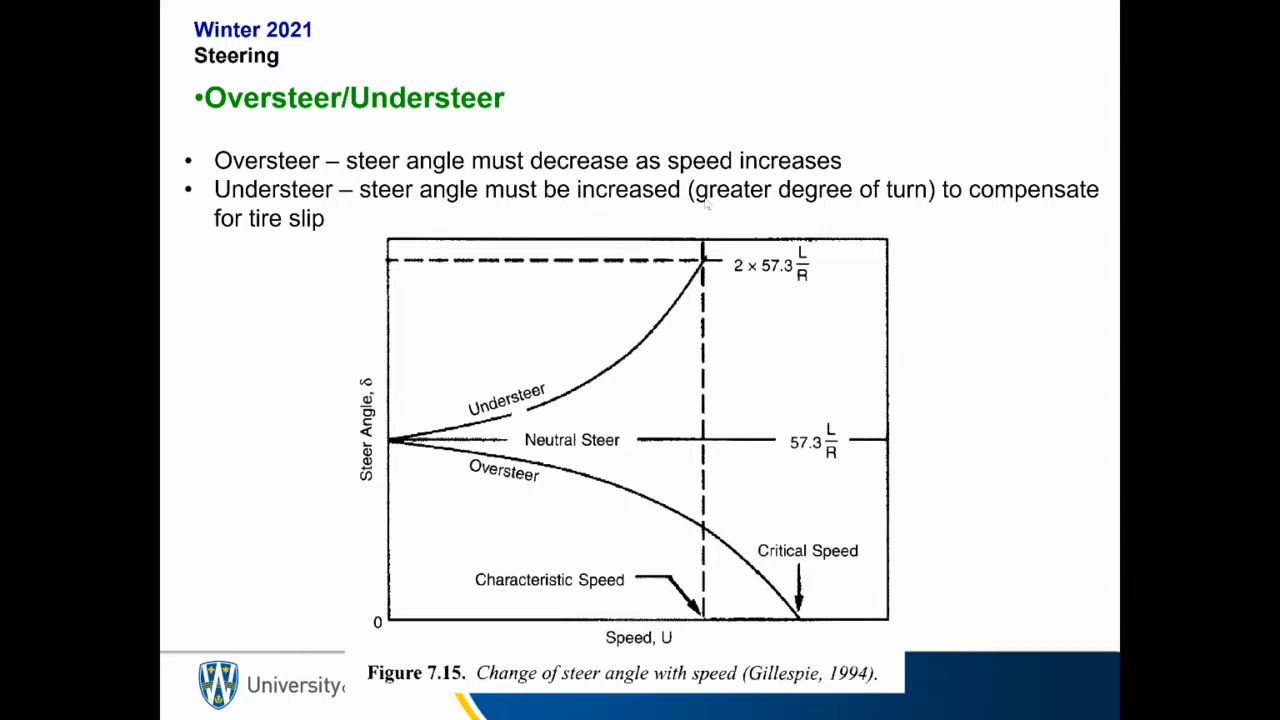 Winter 2021
Steering
•Oversteer/Understeer
• Oversteer – steer angle must decrease as speed increases
• Understeer – steer angle must be increased (greater degree of turn) to compensate
for tire slip
2 × 57.3 L/R
Understeer
Steer Angle, δ
Neutral Steer
57.3 L/R
Oversteer
Critical Speed
Characteristic Speed
0
Speed, U
Figure 7.15. Change of steer angle with speed (Gillespie, 1994).
University